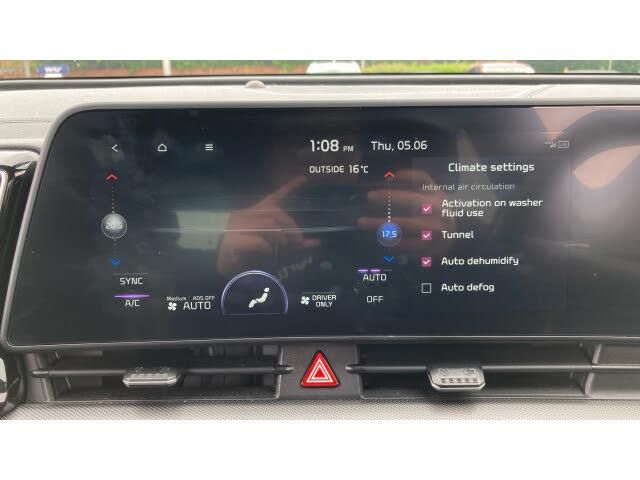 1:08 PM Thu, 05.06
OUTSIDE 16°C
Climate settings
Internal air circulation
Activation on washer
fluid use
Tunnel
Auto dehumidify
Auto defog
20.5
17.5
SYNC
A/C
Medium ADS OFF
AUTO
DRIVER
ONLY
AUTO
OFF